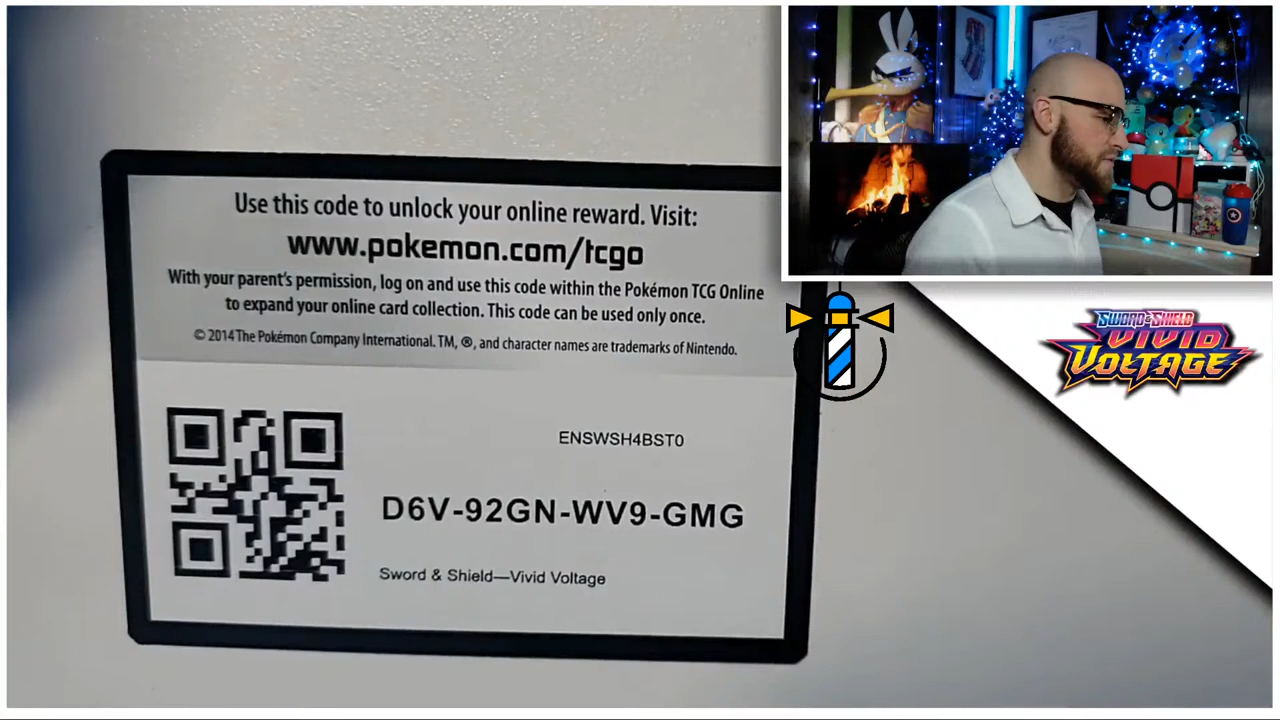 Use this code to unlock your online reward. Visit:
www.pokemon.com/tcgo
With your parent's permission, log on and use this code within the Pokémon TCG Online
to expand your online card collection. This code can be used only once.
© 2014 The Pokémon Company International. TM, ®, and character names are trademarks of Nintendo.
ENSWSH4BST0
D6V-92GN-WV9-GMG
Sword & Shield—Vivid Voltage
SWORD & SHIELD
VIVID
VOLTAGE